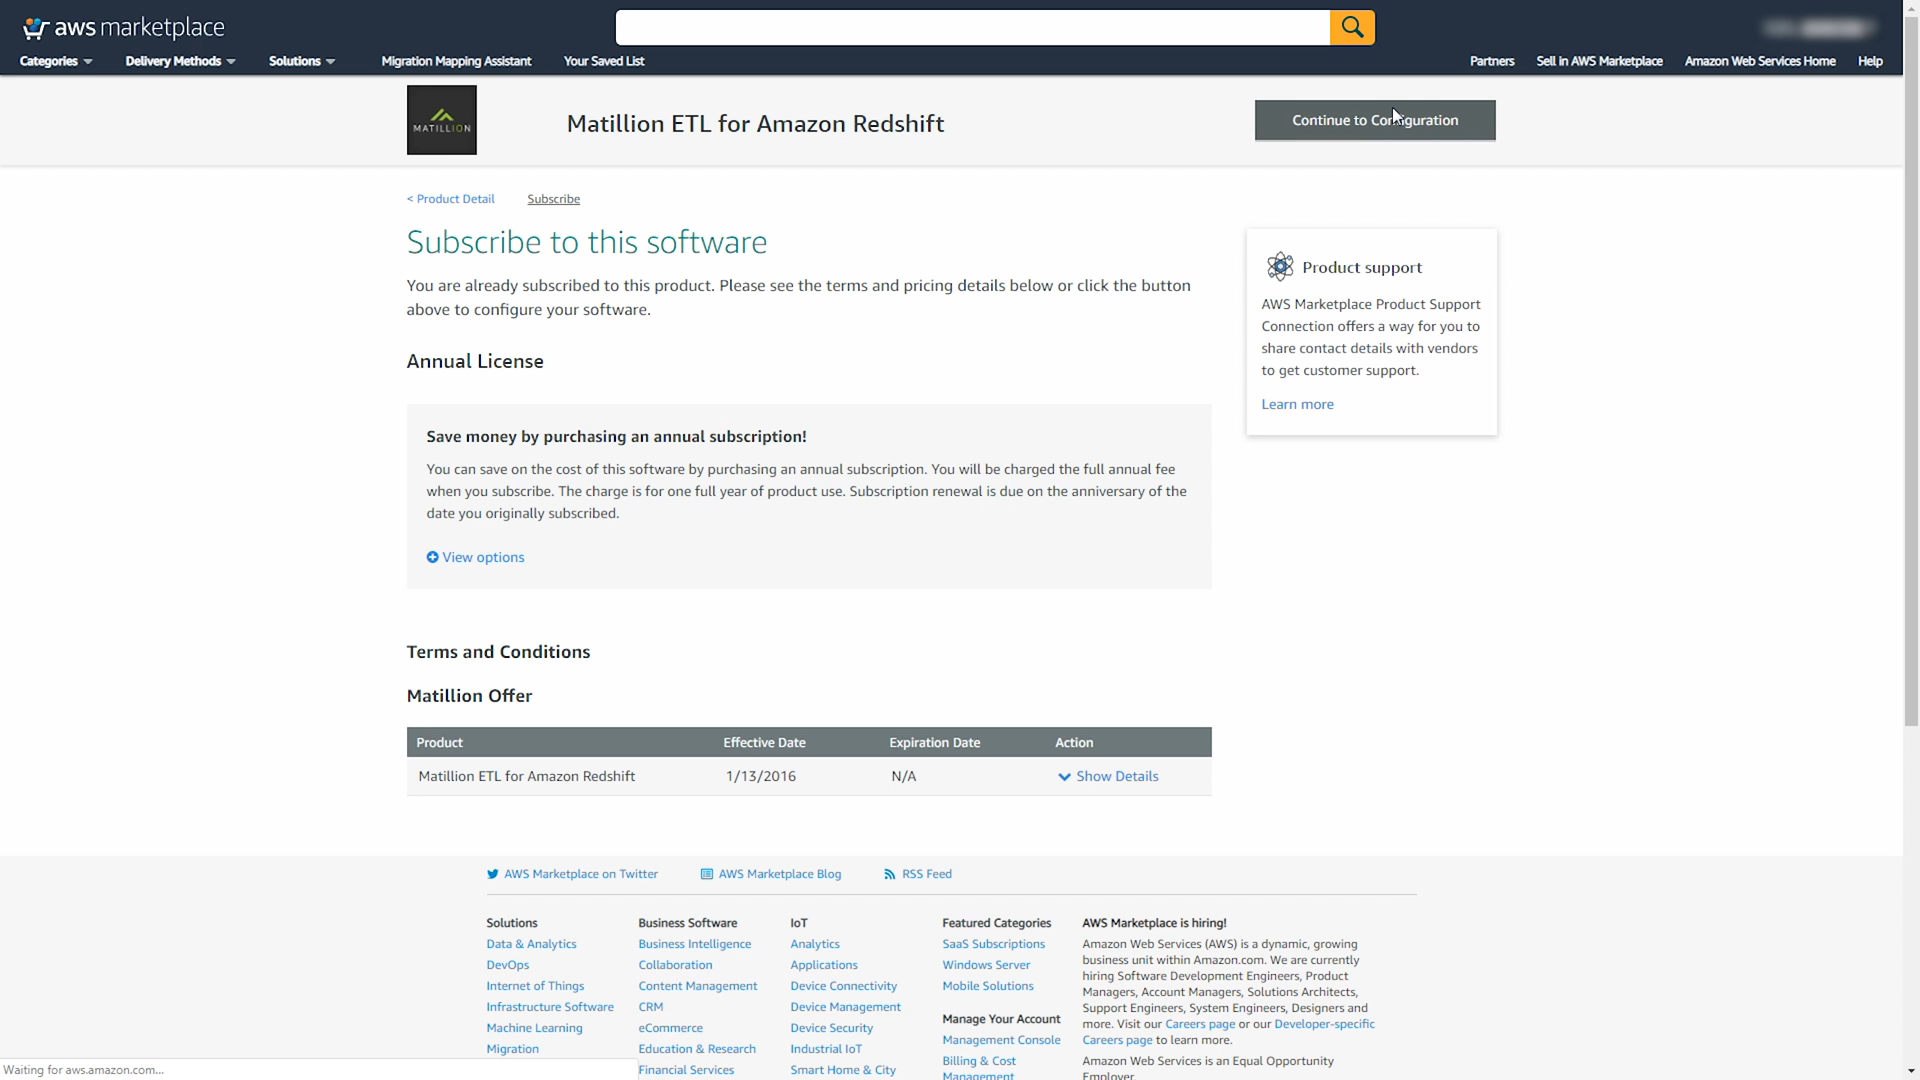 aws marketplace
Categories
Delivery Methods
Solutions
Migration Mapping Assistant
Your Saved List
Partners
Sell in AWS Marketplace
Amazon Web Services Home
Help
MATILLION
Matillion ETL for Amazon Redshift
Continue to Configuration
< Product Detail
Subscribe
Subscribe to this software
You are already subscribed to this product. Please see the terms and pricing details below or click the button
above to configure your software.
Annual License
Save money by purchasing an annual subscription!
You can save on the cost of this software by purchasing an annual subscription. You will be charged the full annual fee
when you subscribe. The charge is for one full year of product use. Subscription renewal is due on the anniversary of the
date you originally subscribed.
View options
Product support
AWS Marketplace Product Support
Connection offers a way for you to
share contact details with vendors
to get customer support.
Learn more
Terms and Conditions
Matillion Offer
Product Effective Date Expiration Date Action
Matillion ETL for Amazon Redshift 1/13/2016 N/A Show Details
AWS Marketplace on Twitter
AWS Marketplace Blog
RSS Feed
Solutions
Data & Analytics
DevOps
Internet of Things
Infrastructure Software
Machine Learning
Migration
Business Software
Business Intelligence
Collaboration
Content Management
CRM
eCommerce
Education & Research
Financial Services
IoT
Analytics
Applications
Device Connectivity
Device Management
Device Security
Industrial IoT
Smart Home & City
Featured Categories
SaaS Subscriptions
Windows Server
Mobile Solutions
Manage Your Account
Management Console
Billing & Cost
Management
AWS Marketplace is hiring!
Amazon Web Services (AWS) is a dynamic, growing
business unit within Amazon.com. We are currently
hiring Software Development Engineers, Product
Managers, Account Managers, Solutions Architects,
Support Engineers, System Engineers, Designers and
more. Visit our Careers page or our Developer-specific
Careers page to learn more.
Amazon Web Services is an Equal Opportunity
Employer.
Waiting for aws.amazon.com...